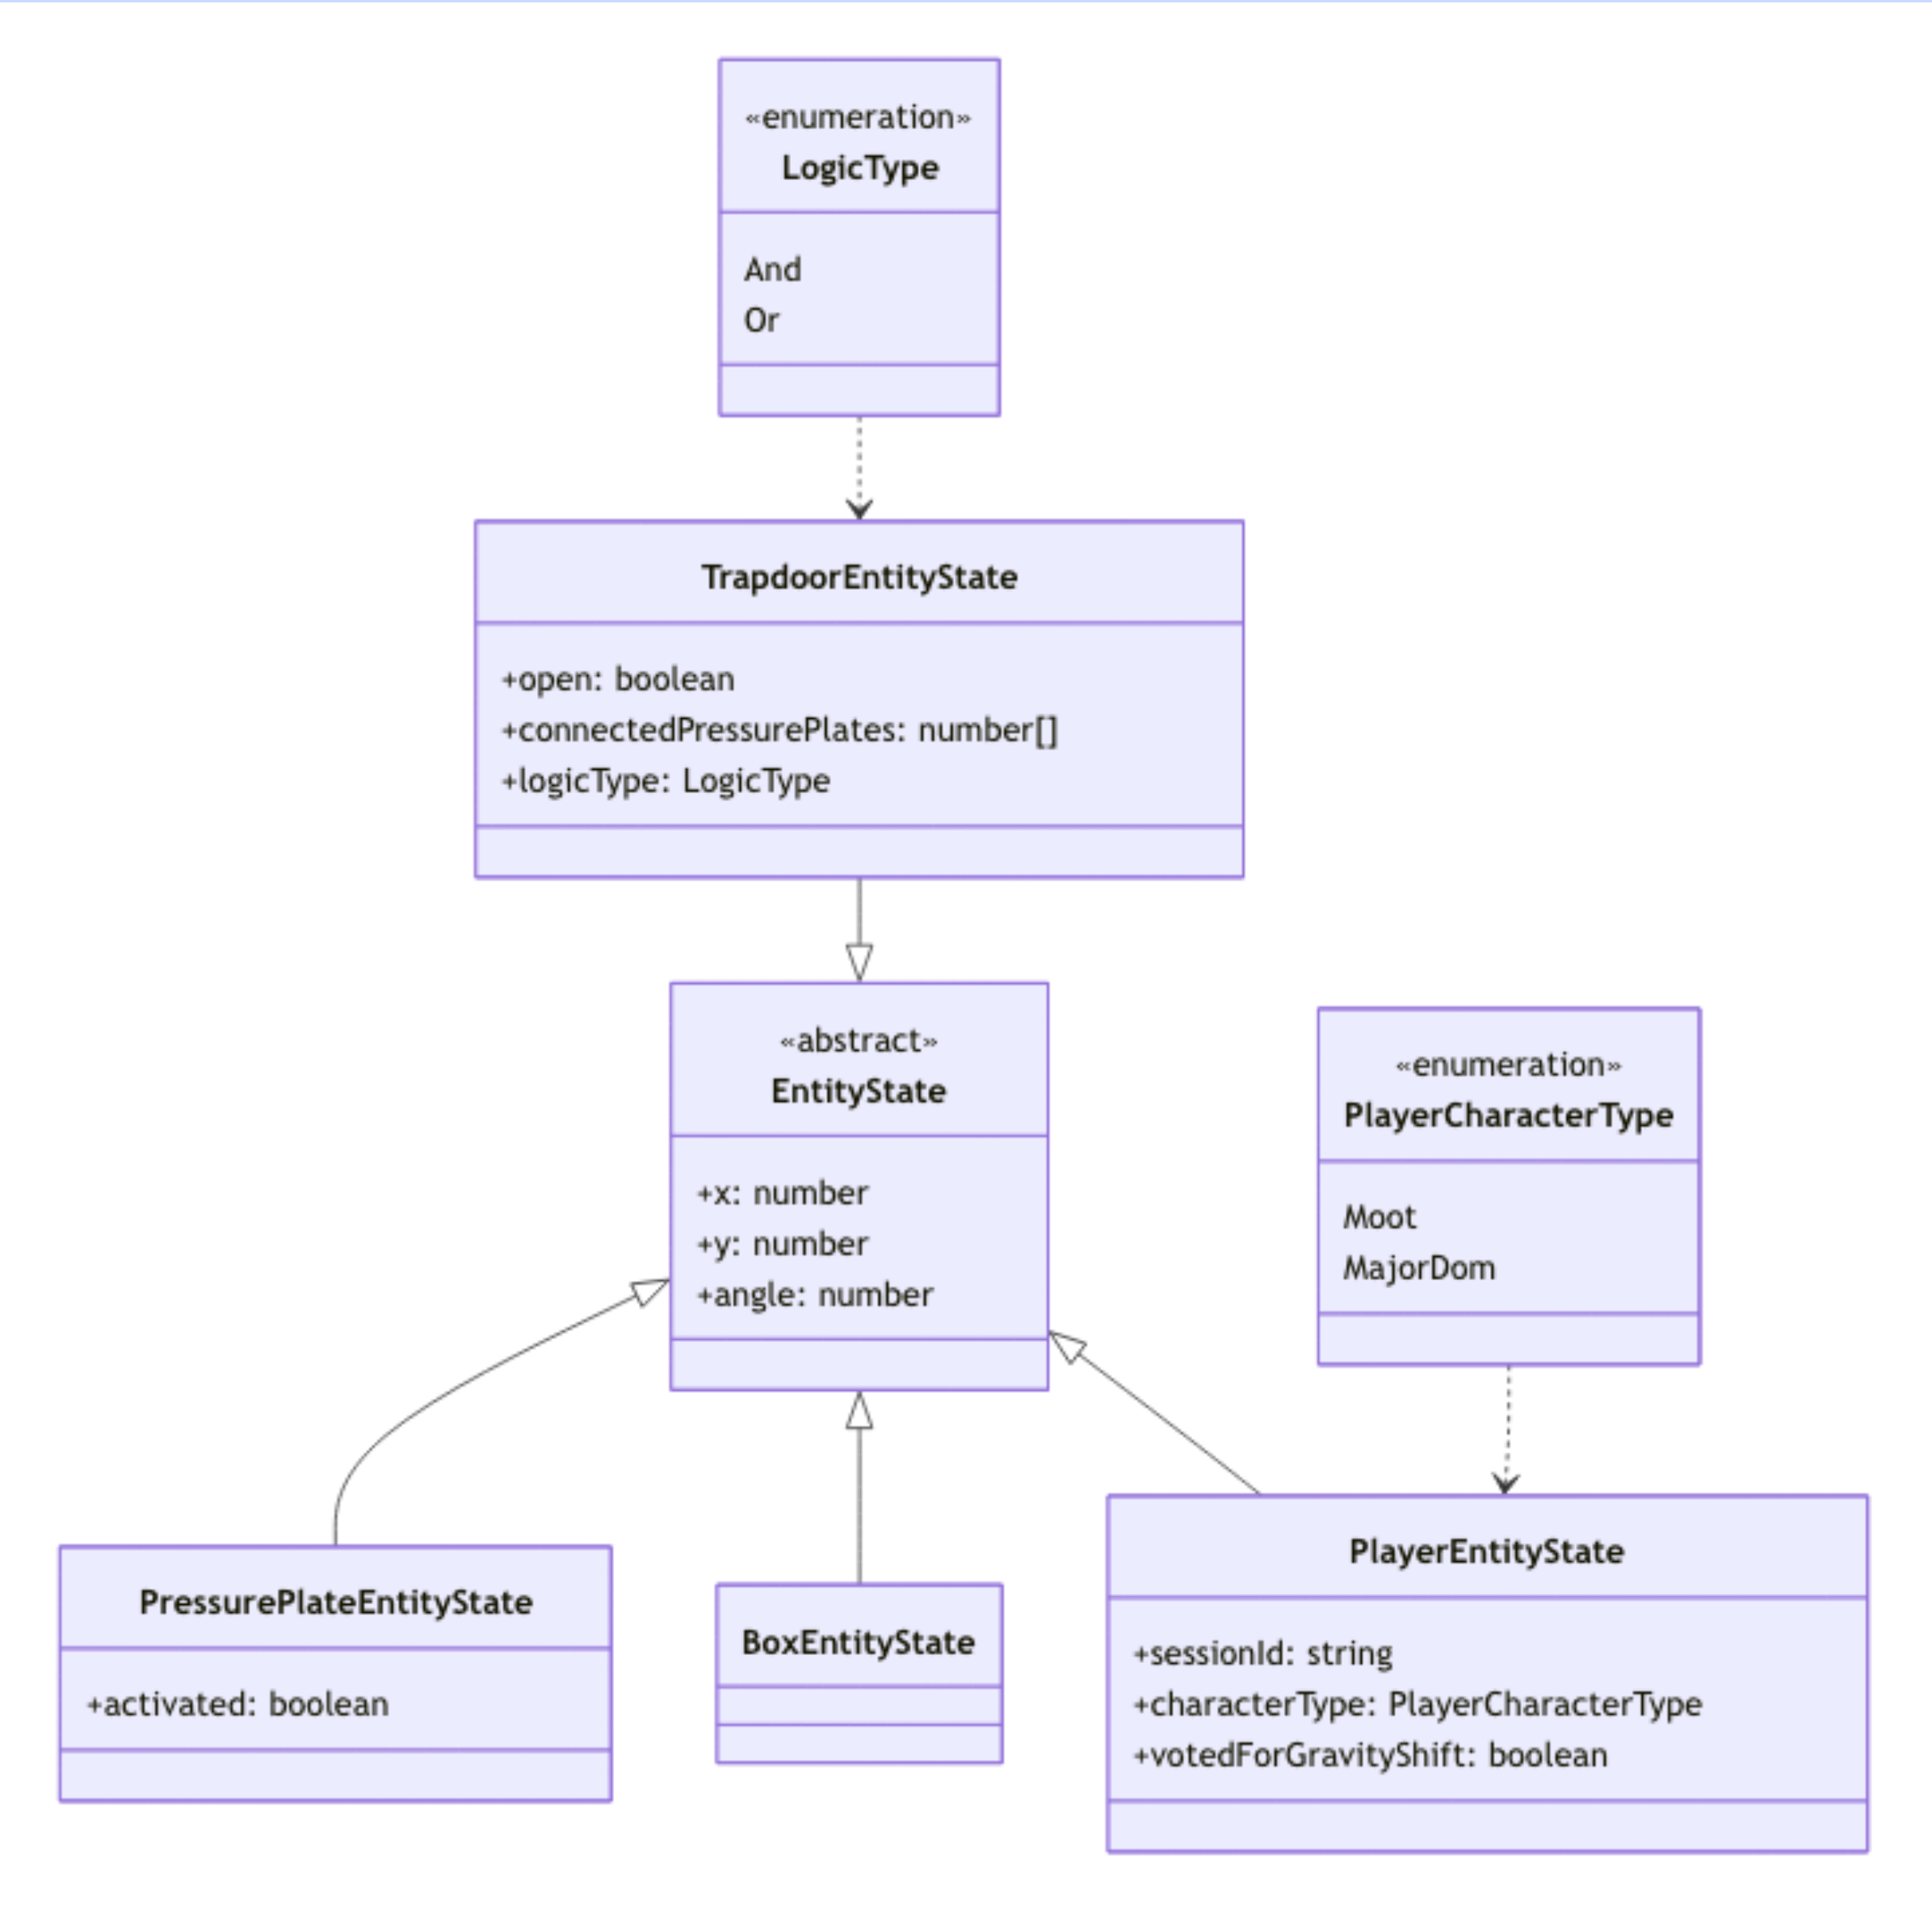 «enumeration»
LogicType
And
Or
TrapdoorEntityState
+open: boolean
+connectedPressurePlates: number[]
+logicType: LogicType
«abstract»
EntityState
+x: number
+y: number
+angle: number
«enumeration»
PlayerCharacterType
Moot
MajorDom
PressurePlateEntityState
+activated: boolean
BoxEntityState
PlayerEntityState
+sessionId: string
+characterType: PlayerCharacterType
+votedForGravityShift: boolean